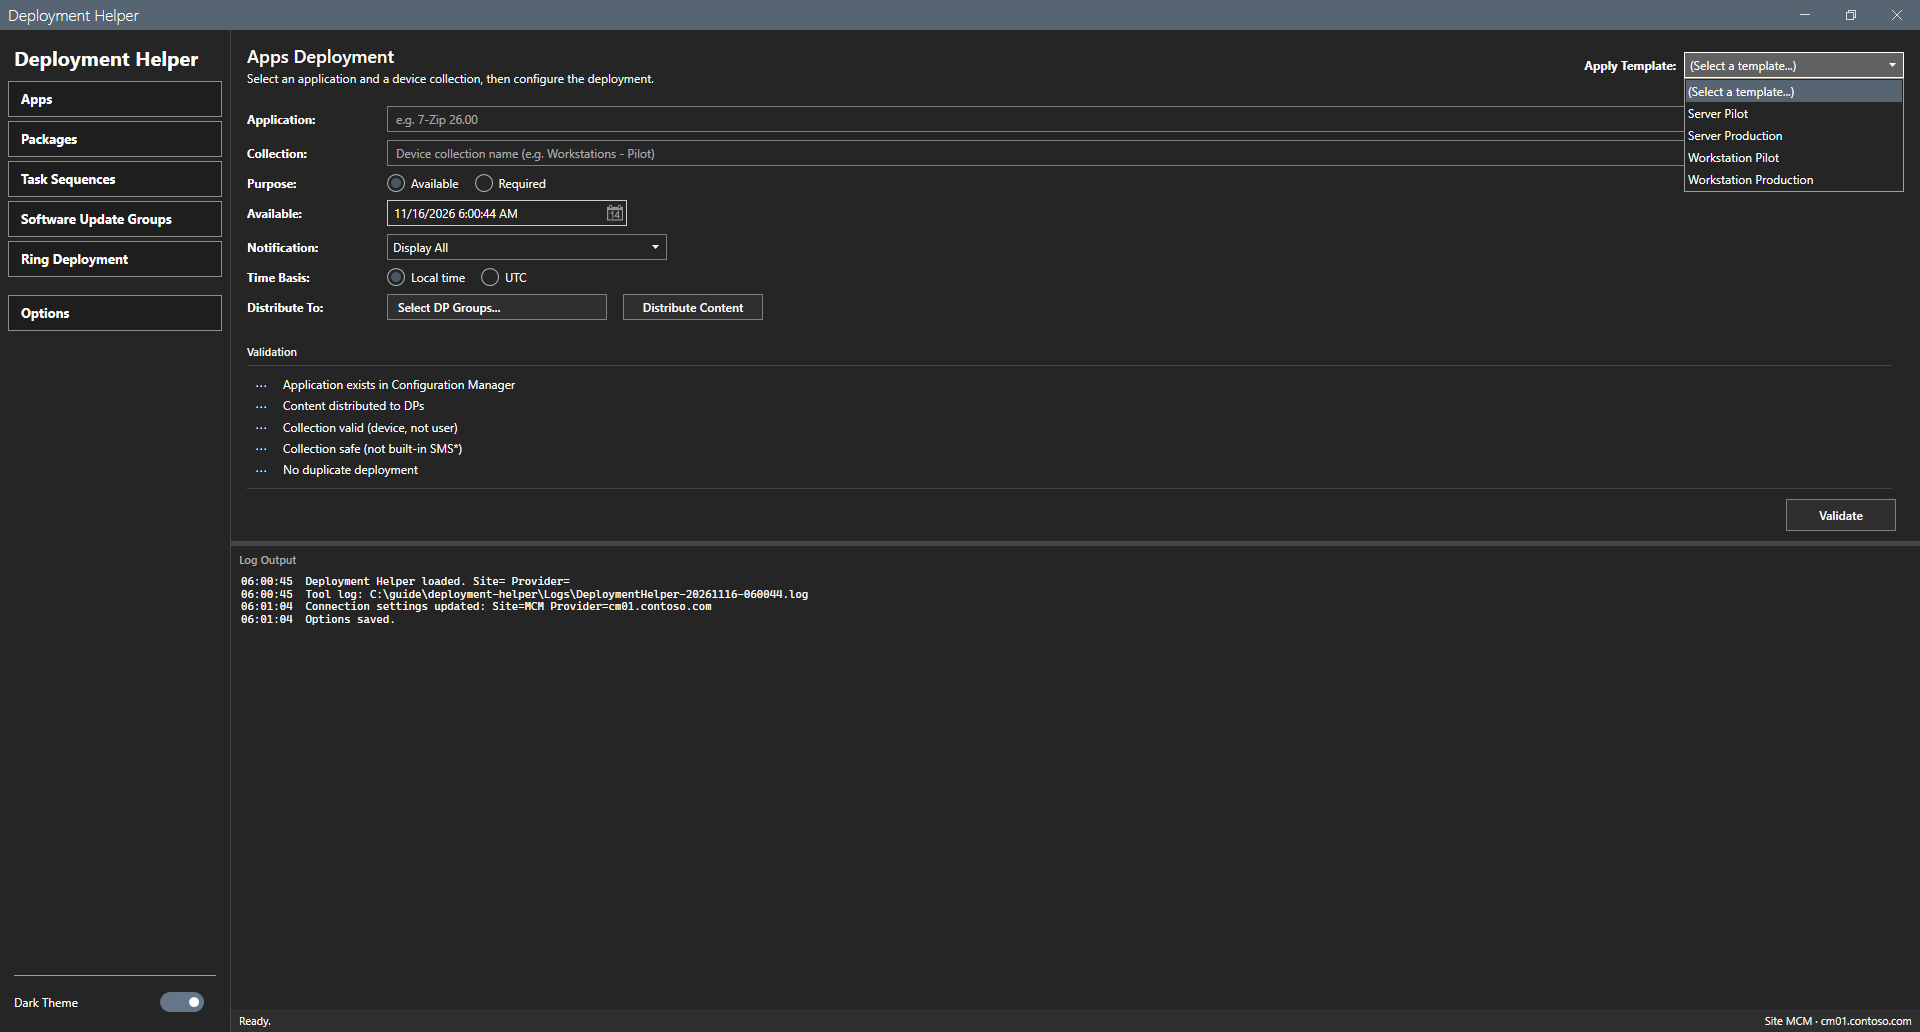 Deployment Helper
Deployment Helper
Apps
Packages
Task Sequences
Software Update Groups
Ring Deployment
Options
Dark Theme
Apps Deployment
Select an application and a device collection, then configure the deployment.
Apply Template: (Select a template...)
(Select a template...)
Server Pilot
Server Production
Workstation Pilot
Workstation Production
Application: e.g. 7-Zip 26.00
Collection: Device collection name (e.g. Workstations - Pilot)
Purpose: Available Required
Available: 11/16/2026 6:00:44 AM 14
Notification: Display All
Time Basis: Local time UTC
Distribute To: Select DP Groups... Distribute Content
Validation
... Application exists in Configuration Manager
... Content distributed to DPs
... Collection valid (device, not user)
... Collection safe (not built-in SMS*)
... No duplicate deployment
Validate
Log Output
06:00:45 Deployment Helper loaded. Site= Provider=
06:00:45 Tool log: C:\guide\deployment-helper\Logs\DeploymentHelper-20261116-060044.log
06:01:04 Connection settings updated: Site=MCM Provider=cm01.contoso.com
06:01:04 Options saved.
Ready.
Site MCM · cm01.contoso.com